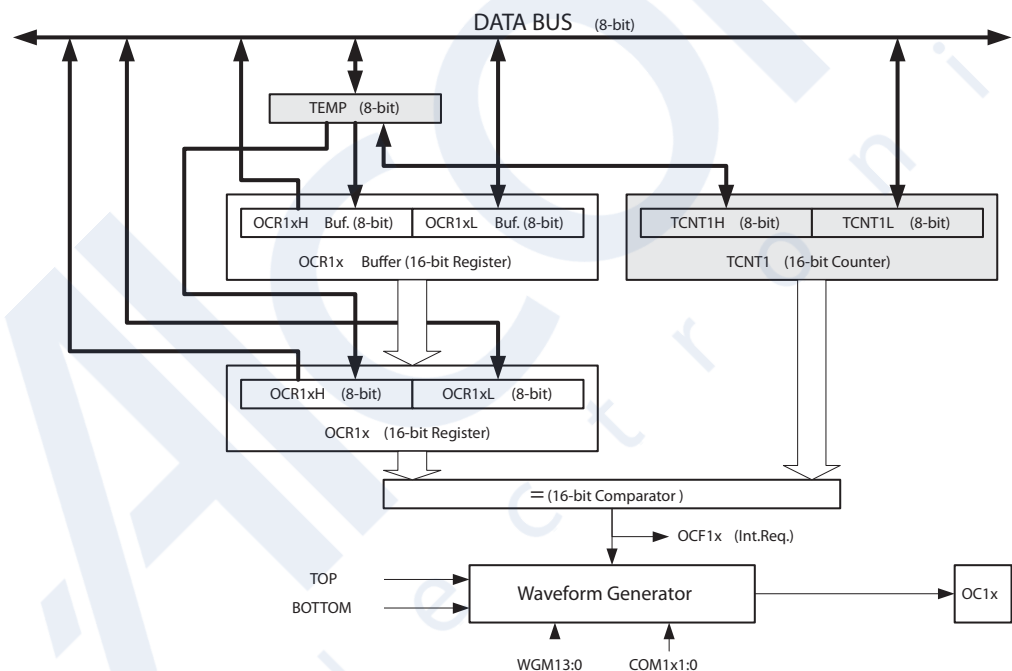 DATA BUS (8-bit)
TEMP (8-bit)
OCR1xH Buf. (8-bit) OCR1xL Buf. (8-bit)
OCR1x Buffer (16-bit Register)
TCNT1H (8-bit) TCNT1L (8-bit)
TCNT1 (16-bit Counter)
OCR1xH (8-bit) OCR1xL (8-bit)
OCR1x (16-bit Register)
= (16-bit Comparator )
OCF1x (Int.Req.)
TOP
BOTTOM
Waveform Generator
OC1x
WGM13:0 COM1x1:0